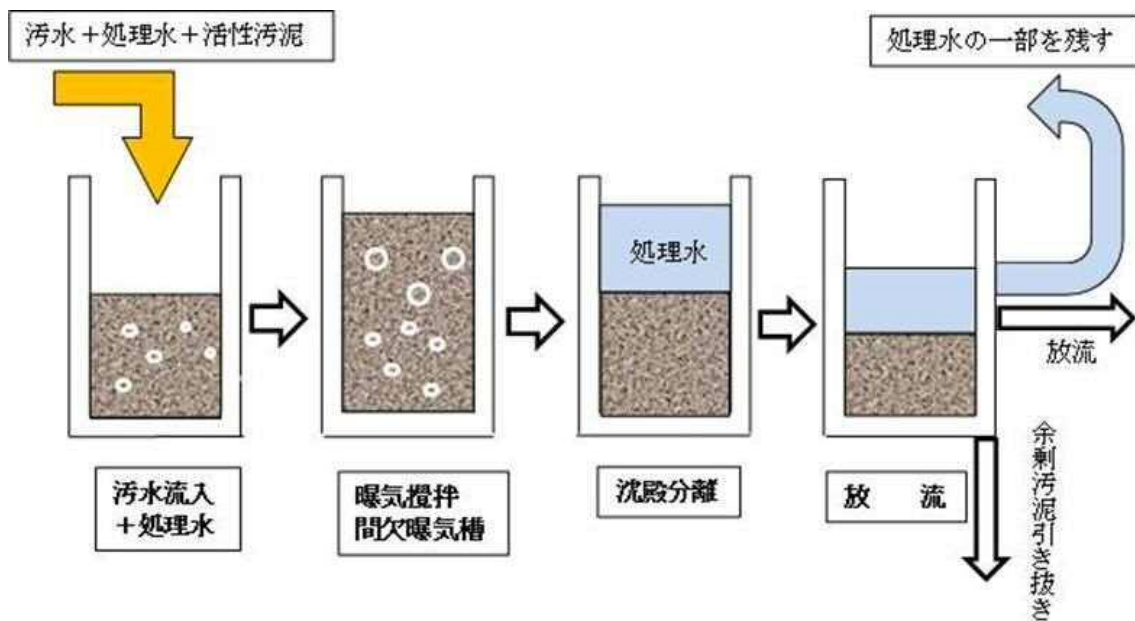 汚水＋処理水＋活性汚泥
処理水の一部を残す
処理水
放流
余剰汚泥引き抜き
汚水流入
＋処理水
曝気攪拌
間欠曝気槽
沈殿分離
放　流